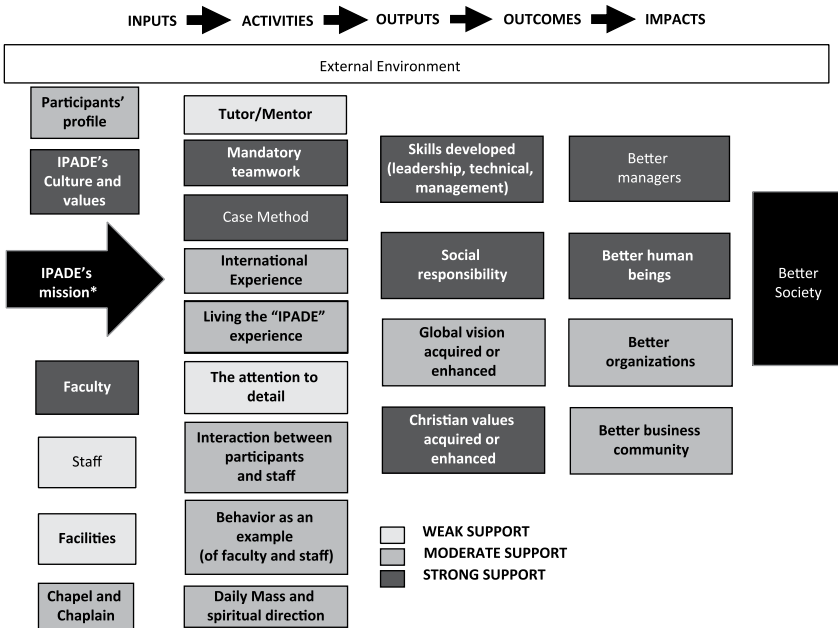 INPUTS ACTIVITIES OUTPUTS OUTCOMES IMPACTS
External Environment
Participants'
profile
IPADE's
Culture and
values
IPADE's
mission*
Faculty
Staff
Facilities
Chapel and
Chaplain
Tutor/Mentor
Mandatory
teamwork
Case Method
International
Experience
Living the “IPADE”
experience
The attention to
detail
Interaction between
participants
and staff
Behavior as an
example
(of faculty and staff)
Daily Mass and
spiritual direction
Skills developed
(leadership, technical,
management)
Social
responsibility
Global vision
acquired or
enhanced
Christian values
acquired or
enhanced
Better
managers
Better human
beings
Better
organizations
Better business
community
Better
Society
WEAK SUPPORT
MODERATE SUPPORT
STRONG SUPPORT